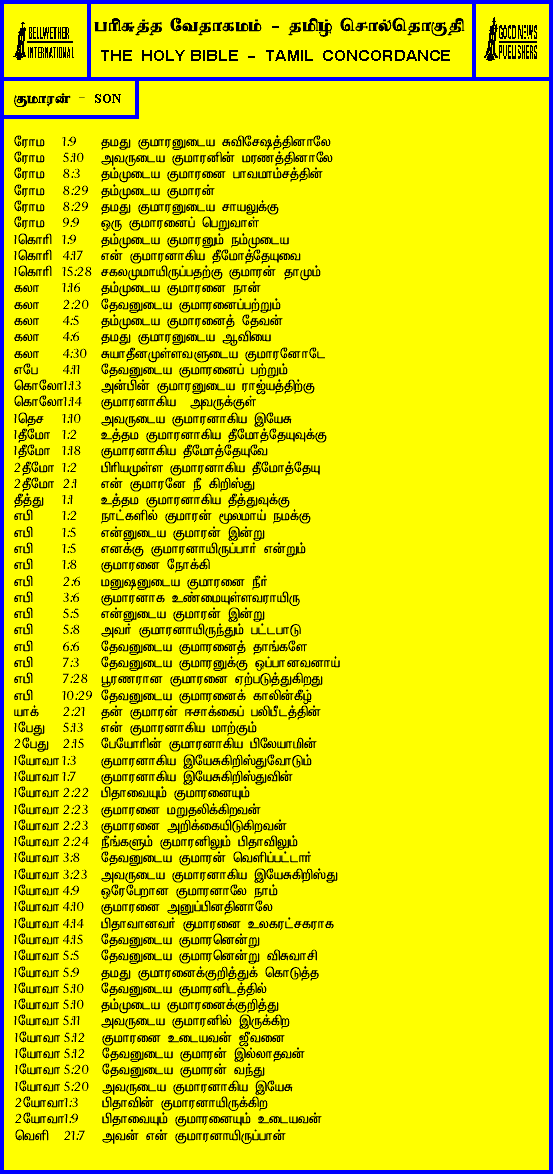 BELLWETHER
INTERNATIONAL
பரிசுத்த வேதாகமம் - தமிழ் சொல்தொகுதி
THE HOLY BIBLE - TAMIL CONCORDANCE
GOOD NEWS
PUBLISHERS
குமாரன் - SON
ரோம 1:9 தமது குமாரனுடைய சுவிசேஷத்தினாலே
ரோம 5:10 அவருடைய குமாரனின் மரணத்தினாலே
ரோம 8:3 தம்முடைய குமாரனை பாவமாம்சத்தின்
ரோம 8:29 தம்முடைய குமாரன்
ரோம 8:29 தமது குமாரனுடைய சாயலுக்கு
ரோம 9:9 ஒரு குமாரனைப் பெறுவாள்
1கொரி 1:9 தம்முடைய குமாரனும் நம்முடைய
1கொரி 4:17 என் குமாரனாகிய தீமோத்தேயுவை
1கொரி 15:28 சகலமுமாயிருப்பதற்கு குமாரன் தாமும்
கலா 1:16 தம்முடைய குமாரனை நான்
கலா 2:20 தேவனுடைய குமாரனைப்பற்றும்
கலா 4:5 தம்முடைய குமாரனைத் தேவன்
கலா 4:6 தமது குமாரனுடைய ஆவியை
கலா 4:30 சுயாதீனமுள்ளவளுடைய குமாரனோடே
எபே 4:11 தேவனுடைய குமாரனைப் பற்றும்
கொலோ1:13 அன்பின் குமாரனுடைய ராஜ்யத்திற்கு
கொலோ1:14 குமாரனாகிய அவருக்குள்
1தெச 1:10 அவருடைய குமாரனாகிய இயேசு
1தீமோ 1:2 உத்தம குமாரனாகிய தீமோத்தேயுவுக்கு
1தீமோ 1:18 குமாரனாகிய தீமோத்தேயுவே
2தீமோ 1:2 பிரியமுள்ள குமாரனாகிய தீமோத்தேயு
2தீமோ 2:1 என் குமாரனே நீ கிறிஸ்து
தீத்து 1:1 உத்தம குமாரனாகிய தீத்துவுக்கு
எபி 1:2 நாட்களில் குமாரன் மூலமாய் நமக்கு
எபி 1:5 என்னுடைய குமாரன் இன்று
எபி 1:5 எனக்கு குமாரனாயிருப்பார் என்றும்
எபி 1:8 குமாரனை நோக்கி
எபி 2:6 மனுஷனுடைய குமாரனை நீர்
எபி 3:6 குமாரனாக உண்மையுள்ளவராயிரு
எபி 5:5 என்னுடைய குமாரன் இன்று
எபி 5:8 அவர் குமாரனாயிருந்தும் பட்டபாடு
எபி 6:6 தேவனுடைய குமாரனைத் தாங்களே
எபி 7:3 தேவனுடைய குமாரனுக்கு ஒப்பானவனாய்
எபி 7:28 பூரணரான குமாரனை ஏற்படுத்துகிறது
எபி 10:29 தேவனுடைய குமாரனைக் காலின்கீழ்
யாக் 2:21 தன் குமாரன் ஈசாக்கைப் பலிபீடத்தின்
1பேது 5:13 என் குமாரனாகிய மாற்கும்
2பேது 2:15 பேயோரின் குமாரனாகிய பிலேயாமின்
1யோவா 1:3 குமாரனாகிய இயேசுகிறிஸ்துவோடும்
1யோவா 1:7 குமாரனாகிய இயேசுகிறிஸ்துவின்
1யோவா 2:22 பிதாவையும் குமாரனையும்
1யோவா 2:23 குமாரனை மறுதலிக்கிறவன்
1யோவா 2:23 குமாரனை அறிக்கையிடுகிறவன்
1யோவா 2:24 நீங்களும் குமாரனிலும் பிதாவிலும்
1யோவா 3:8 தேவனுடைய குமாரன் வெளிப்பட்டார்
1யோவா 3:23 அவருடைய குமாரனாகிய இயேசுகிறிஸ்து
1யோவா 4:9 ஒரேபேறான குமாரனாலே நாம்
1யோவா 4:10 குமாரனை அனுப்பினதினாலே
1யோவா 4:14 பிதாவானவர் குமாரனை உலகரட்சகராக
1யோவா 4:15 தேவனுடைய குமாரனென்று
1யோவா 5:5 தேவனுடைய குமாரனென்று விசுவாசி
1யோவா 5:9 தமது குமாரனைக்குறித்துக் கொடுத்த
1யோவா 5:10 தேவனுடைய குமாரனிடத்தில்
1யோவா 5:10 தம்முடைய குமாரனைக்குறித்து
1யோவா 5:11 அவருடைய குமாரனில் இருக்கிற
1யோவா 5:12 குமாரனை உடையவன் ஜீவனை
1யோவா 5:12 தேவனுடைய குமாரன் இல்லாதவன்
1யோவா 5:20 தேவனுடைய குமாரன் வந்து
1யோவா 5:20 அவருடைய குமாரனாகிய இயேசு
2யோவா1:3 பிதாவின் குமாரனாயிருக்கிற
2யோவா1:9 பிதாவையும் குமாரனையும் உடையவன்
வெளி 21:7 அவன் என் குமாரனாயிருப்பான்